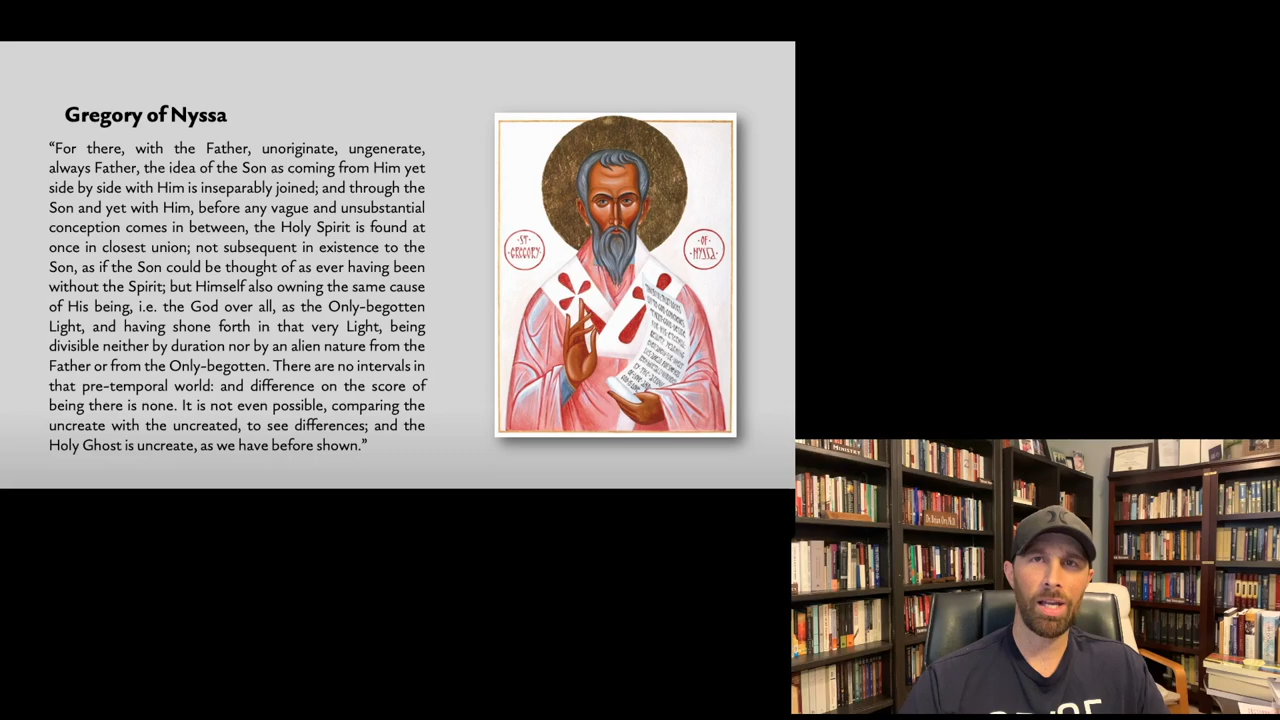 Gregory of Nyssa
“For there, with the Father, unoriginate, ungenerate,
always Father, the idea of the Son as coming from Him yet
side by side with Him is inseparably joined; and through the
Son and yet with Him, before any vague and unsubstantial
conception comes in between, the Holy Spirit is found at
once in closest union; not subsequent in existence to the
Son, as if the Son could be thought of as ever having been
without the Spirit; but Himself also owning the same cause
of His being, i.e. the God over all, as the Only-begotten
Light, and having shone forth in that very Light, being
divisible neither by duration nor by an alien nature from the
Father or from the Only-begotten. There are no intervals in
that pre-temporal world: and difference on the score of
being there is none. It is not even possible, comparing the
uncreate with the uncreated, to see differences; and the
Holy Ghost is uncreate, as we have before shown.”
ST
GREGORY
OF
NYSSA
MINISTRY